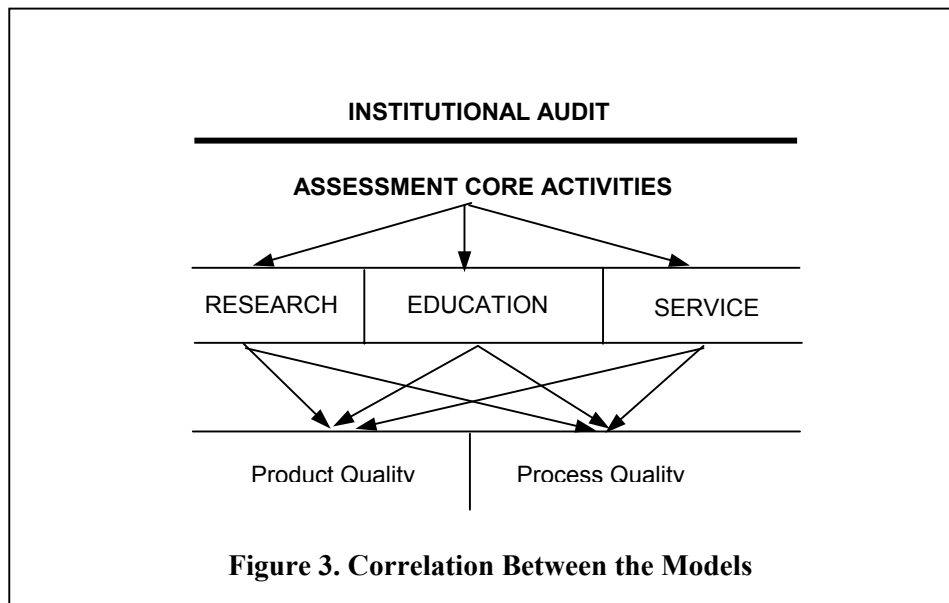 INSTITUTIONAL AUDIT
ASSESSMENT CORE ACTIVITIES
RESEARCH EDUCATION SERVICE
Product Quality Process Quality
Figure 3. Correlation Between the Models